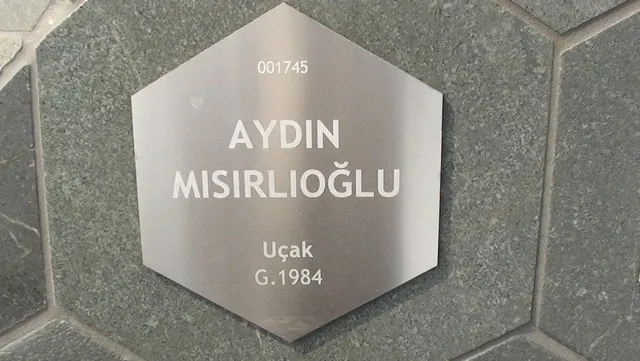 001745
AYDIN
MISIRLIOĞLU
Uçak
G.1984